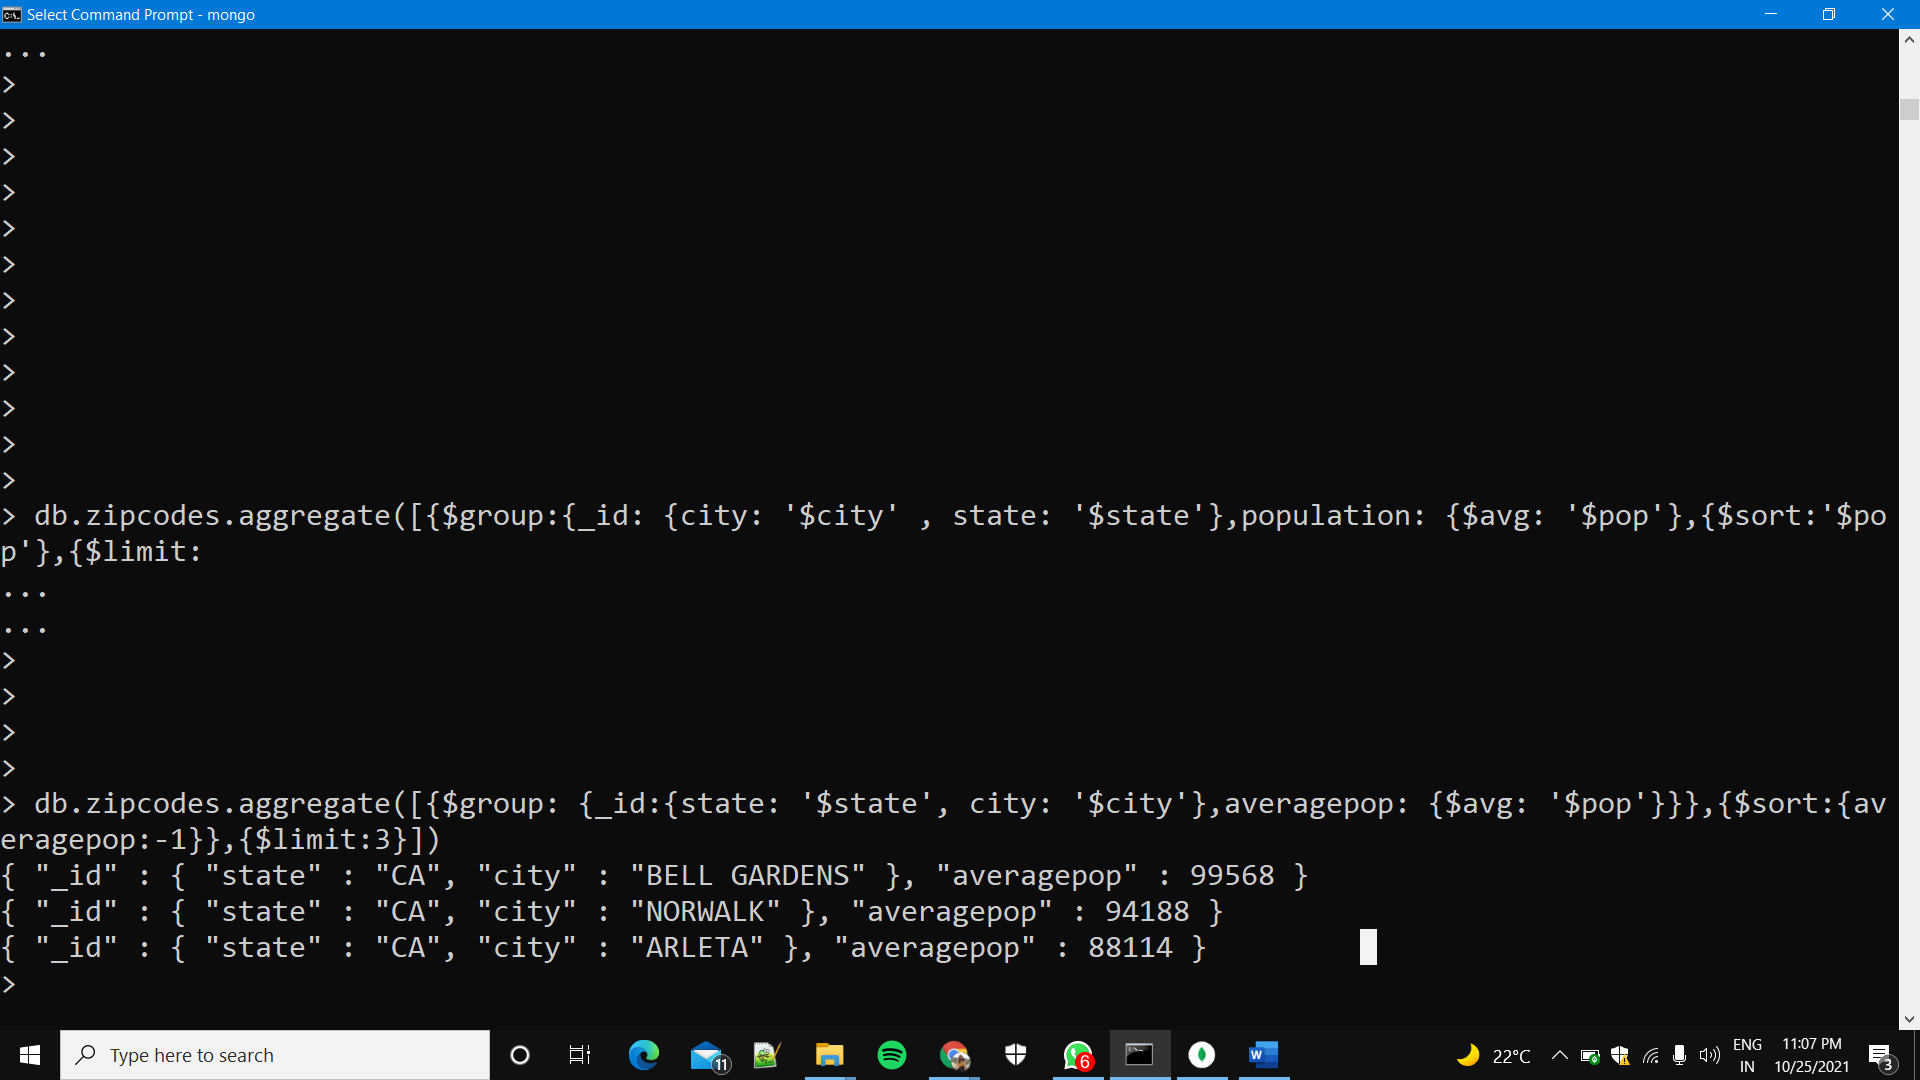 Select Command Prompt - mongo
...
>
>
>
>
>
>
>
>
>
>
>
>
> db.zipcodes.aggregate([{$group:{_id: {city: '$city' , state: '$state'},population: {$avg: '$pop'},{$sort:'$po
p'},{$limit:
...
...
>
>
>
>
> db.zipcodes.aggregate([{$group: {_id:{state: '$state', city: '$city'},averagepop: {$avg: '$pop'}}},{$sort:{av
eragepop:-1}},{$limit:3}])
{ "_id" : { "state" : "CA", "city" : "BELL GARDENS" }, "averagepop" : 99568 }
{ "_id" : { "state" : "CA", "city" : "NORWALK" }, "averagepop" : 94188 }
{ "_id" : { "state" : "CA", "city" : "ARLETA" }, "averagepop" : 88114 }
>
Type here to search
11
6
W
22°C
ENG
IN
11:07 PM
10/25/2021
3